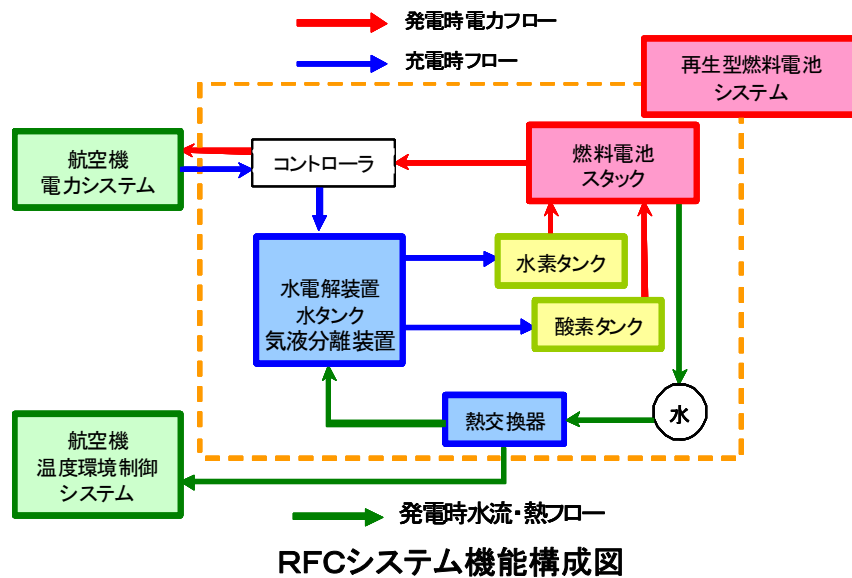 発電時電力フロー
充電時フロー
再生型燃料電池
システム
航空機
電力システム
コントローラ
燃料電池
スタック
水電解装置
水タンク
気液分離装置
水素タンク
酸素タンク
熱交換器
水
航空機
温度環境制御
システム
発電時水流・熱フロー
RFCシステム機能構成図